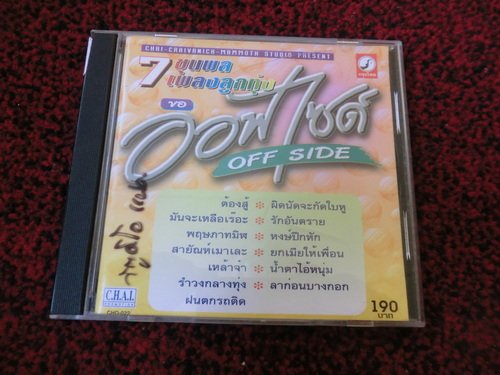 CHAI-CHAIVANICH-MAMMOTH STUDIO PRESENT
7 ขุนพล
เพลงลูกทุ่ง
ขอ
ออฟไซด์
OFF SIDE
ต้องสู้ ผิดนัดจะกัดใบหู
มันจะเหลือเร๊อะ รักอันตราย
พฤษภาทมิฬ หงษ์ปีกหัก
สายัณห์เมาเละ ยกเมียให้เพื่อน
เหล้าจ๋า น้ำตาไอ้หนุ่ม
รำวงกลางทุ่ง ลาก่อนบางกอก
ฝนตกรถติด
C.H.A.I.
CHO-022
190
บาท